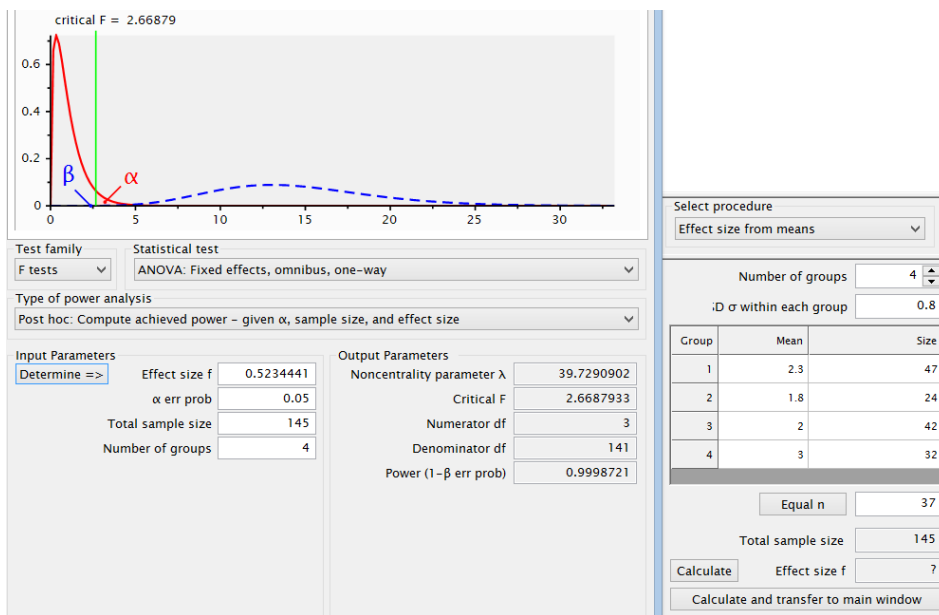 critical F = 2.66879
0.6
0.4
0.2
0
β
α
0 5 10 15 20 25 30
Test family
Statistical test
F tests
ANOVA: Fixed effects, omnibus, one-way
Type of power analysis
Post hoc: Compute achieved power – given α, sample size, and effect size
Input Parameters
Determine => Effect size f 0.5234441
α err prob 0.05
Total sample size 145
Number of groups 4
Output Parameters
Noncentrality parameter λ 39.7290902
Critical F 2.6687933
Numerator df 3
Denominator df 141
Power (1-β err prob) 0.9998721
Select procedure
Effect size from means
Number of groups 4
D σ within each group 0.8
Group Mean Size
1 2.3 47
2 1.8 24
3 2 42
4 3 32
Equal n 37
Total sample size 145
Calculate Effect size f ?
Calculate and transfer to main window